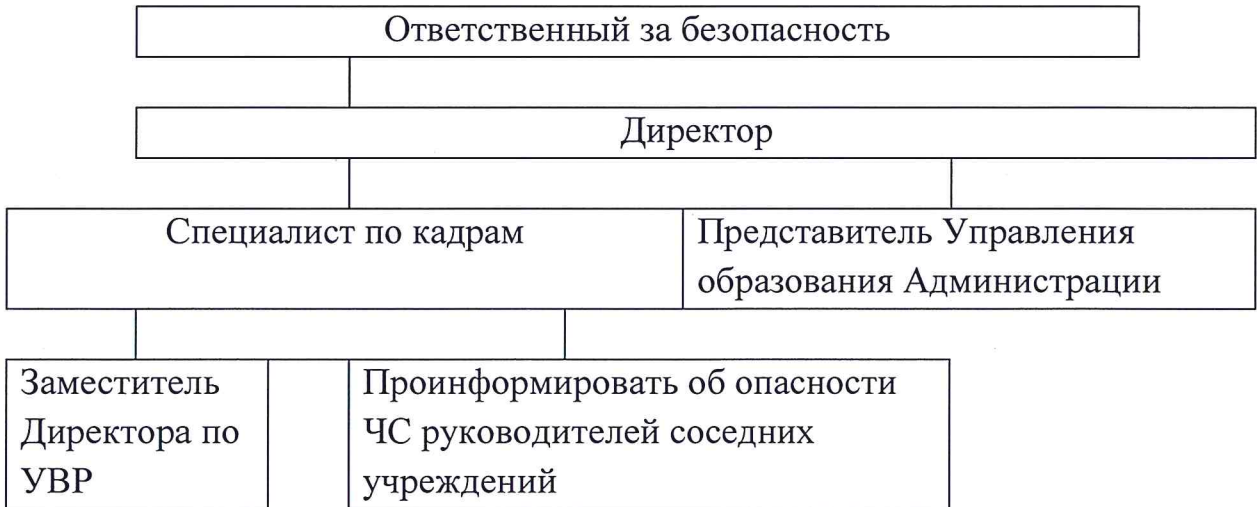 Ответственный за безопасность
Директор
Специалист по кадрам
Представитель Управления
образования Администрации
Заместитель
Директора по
УВР
Проинформировать об опасности
ЧС руководителей соседних
учреждений